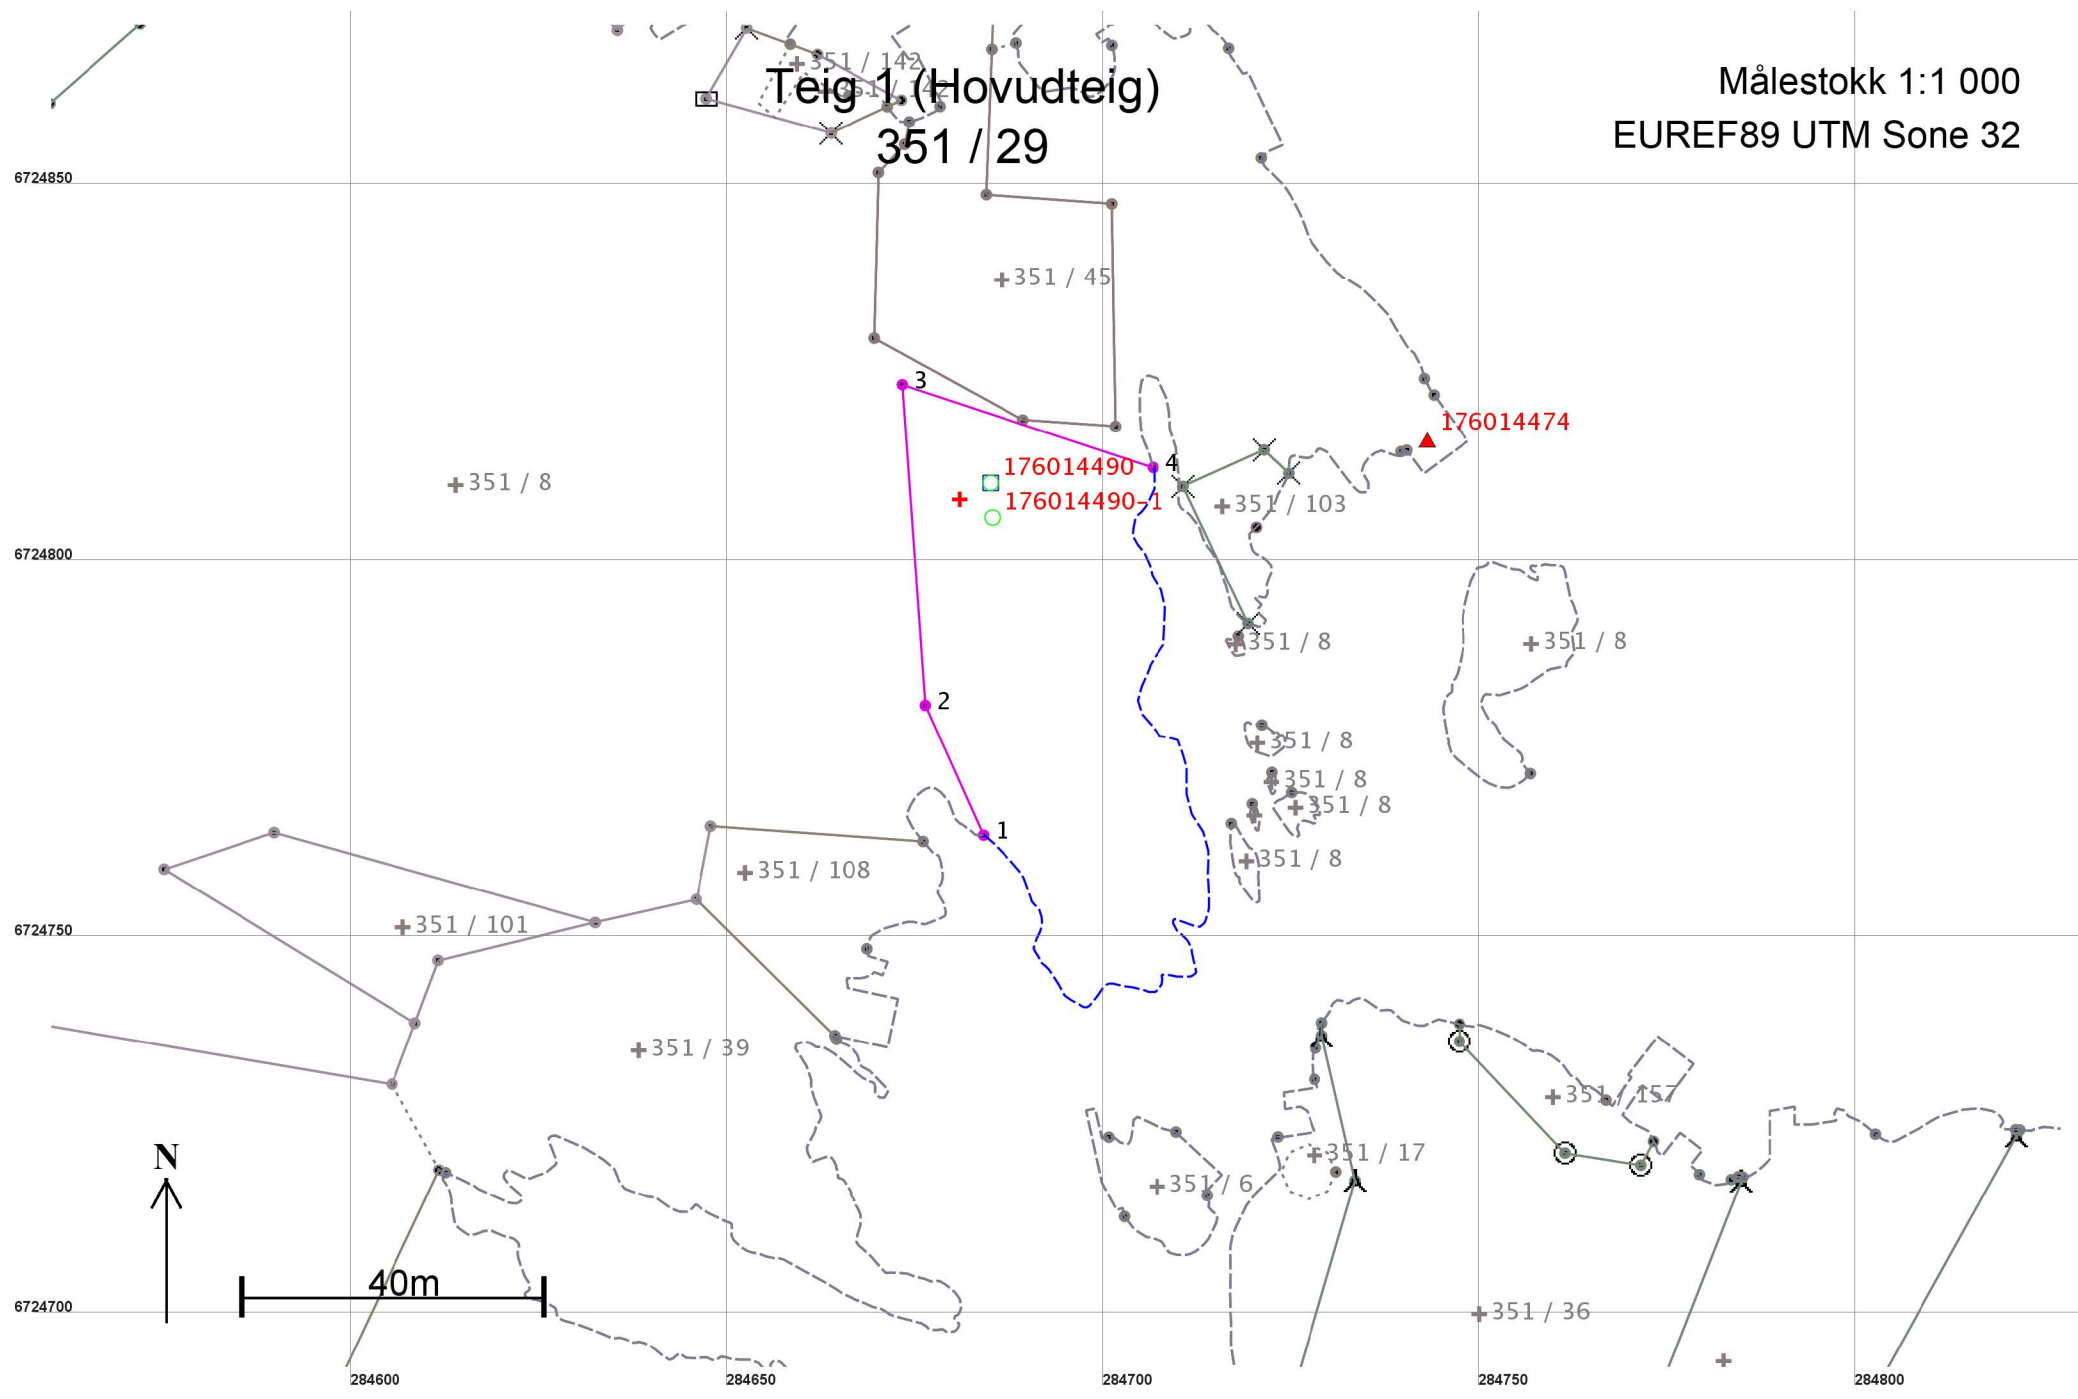 351 / 142
Teig 1 (Hovudteig)
351 / 142
351 / 29
Målestokk 1:1 000
EUREF89 UTM Sone 32
6724850
351 / 45
3
176014474
4
176014490
351 / 8
176014490-1
351 / 103
6724800
351 / 8
351 / 8
2
351 / 8
351 / 8
351 / 8
1
351 / 8
351 / 108
351 / 101
6724750
351 / 39
351 / 157
351 / 17
N
351 / 6
40m
6724700
351 / 36
284600
284650
284700
284750
284800